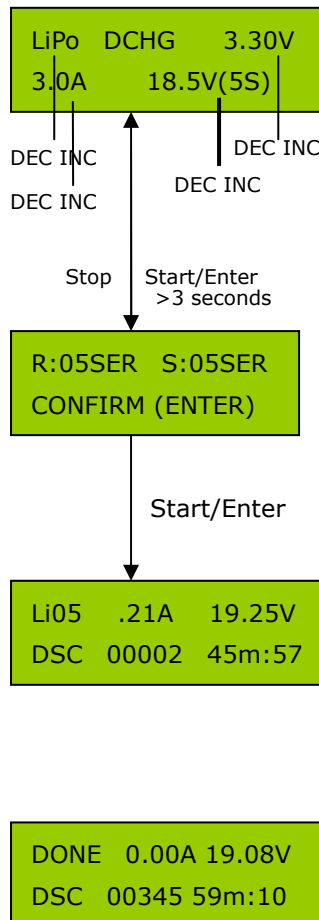 LiPo DCHG 3.30V
3.0A 18.5V(5S)
DEC INC
DEC INC
DEC INC
DEC INC
Stop Start/Enter
>3 seconds
R:05SER S:05SER
CONFIRM (ENTER)
Start/Enter
Li05 .21A 19.25V
DSC 00002 45m:57
DONE 0.00A 19.08V
DSC 00345 59m:10